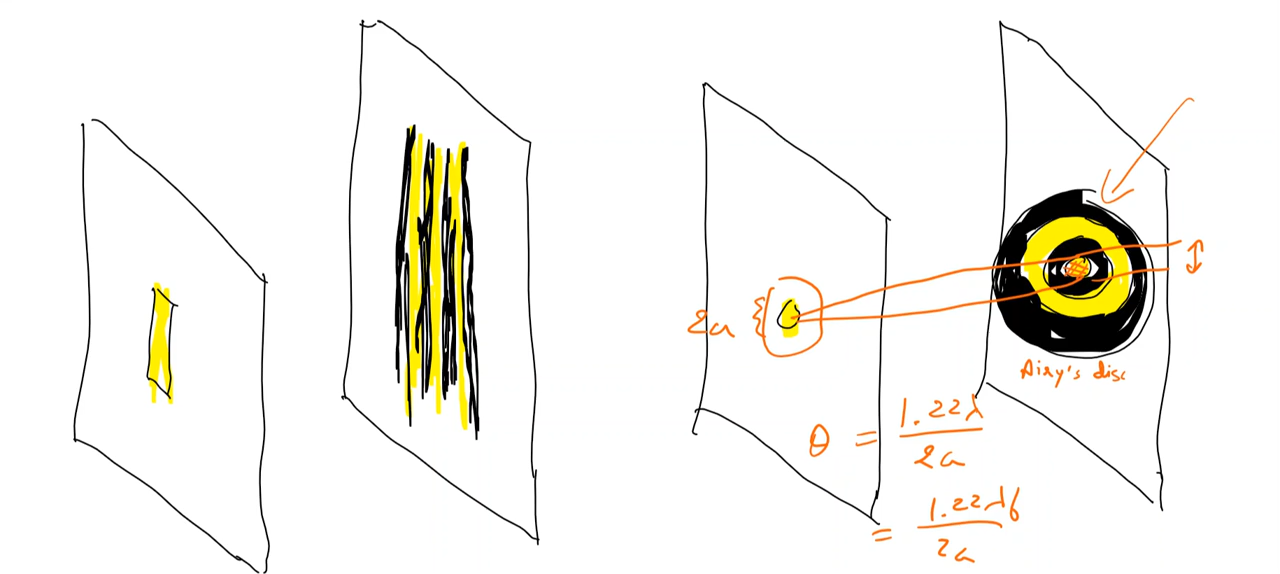 2a
Airy's disc
θ = 1.22λ / 2a
= 1.22λf / 2a